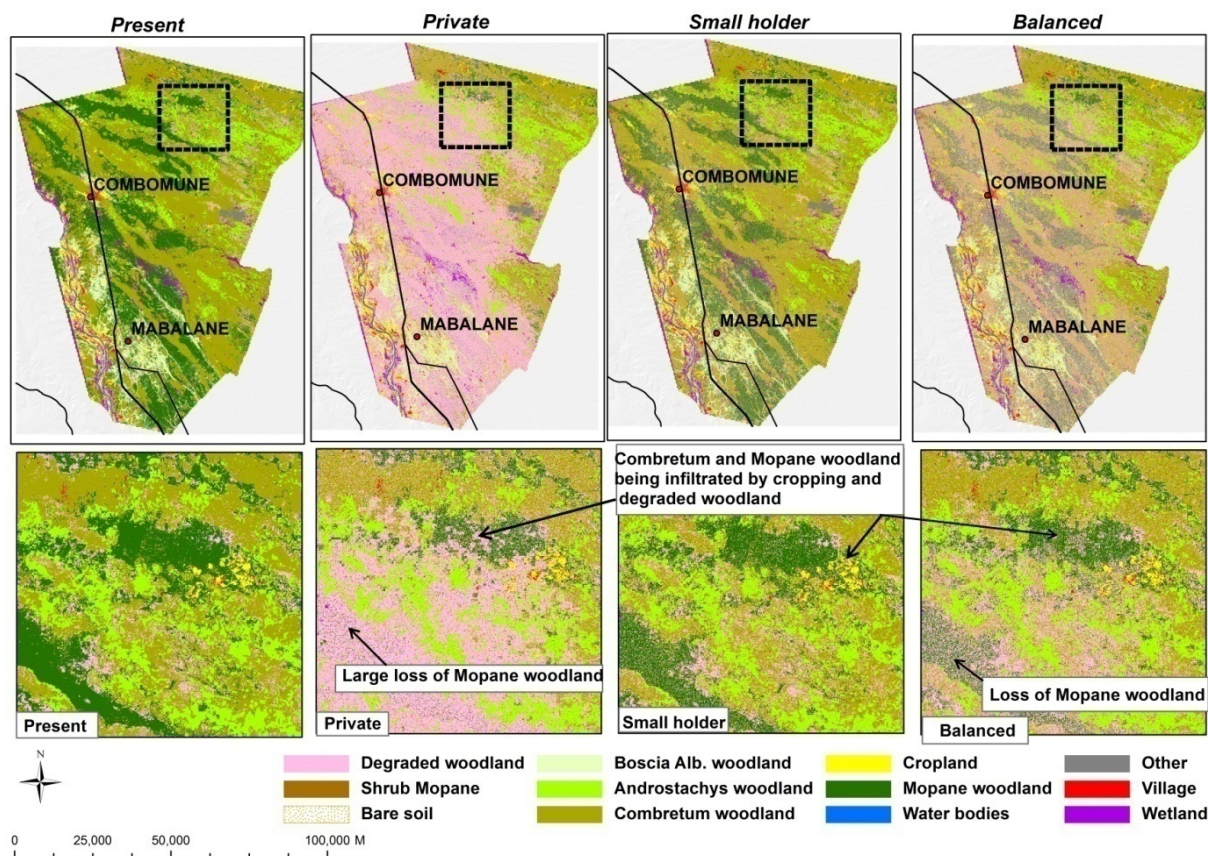 Present
Private
Small holder
Balanced
COMBOMUNE
MABALANE
COMBOMUNE
MABALANE
COMBOMUNE
MABALANE
COMBOMUNE
MABALANE
Combretum and Mopane woodland
being infiltrated by cropping and
degraded woodland
Large loss of Mopane woodland
Loss of Mopane woodland
Present
Private
Small holder
Balanced
N
Degraded woodland
Boscia Alb. woodland
Cropland
Other
Shrub Mopane
Androstachys woodland
Mopane woodland
Village
Bare soil
Combretum woodland
Water bodies
Wetland
0 25,000 50,000 100,000 M